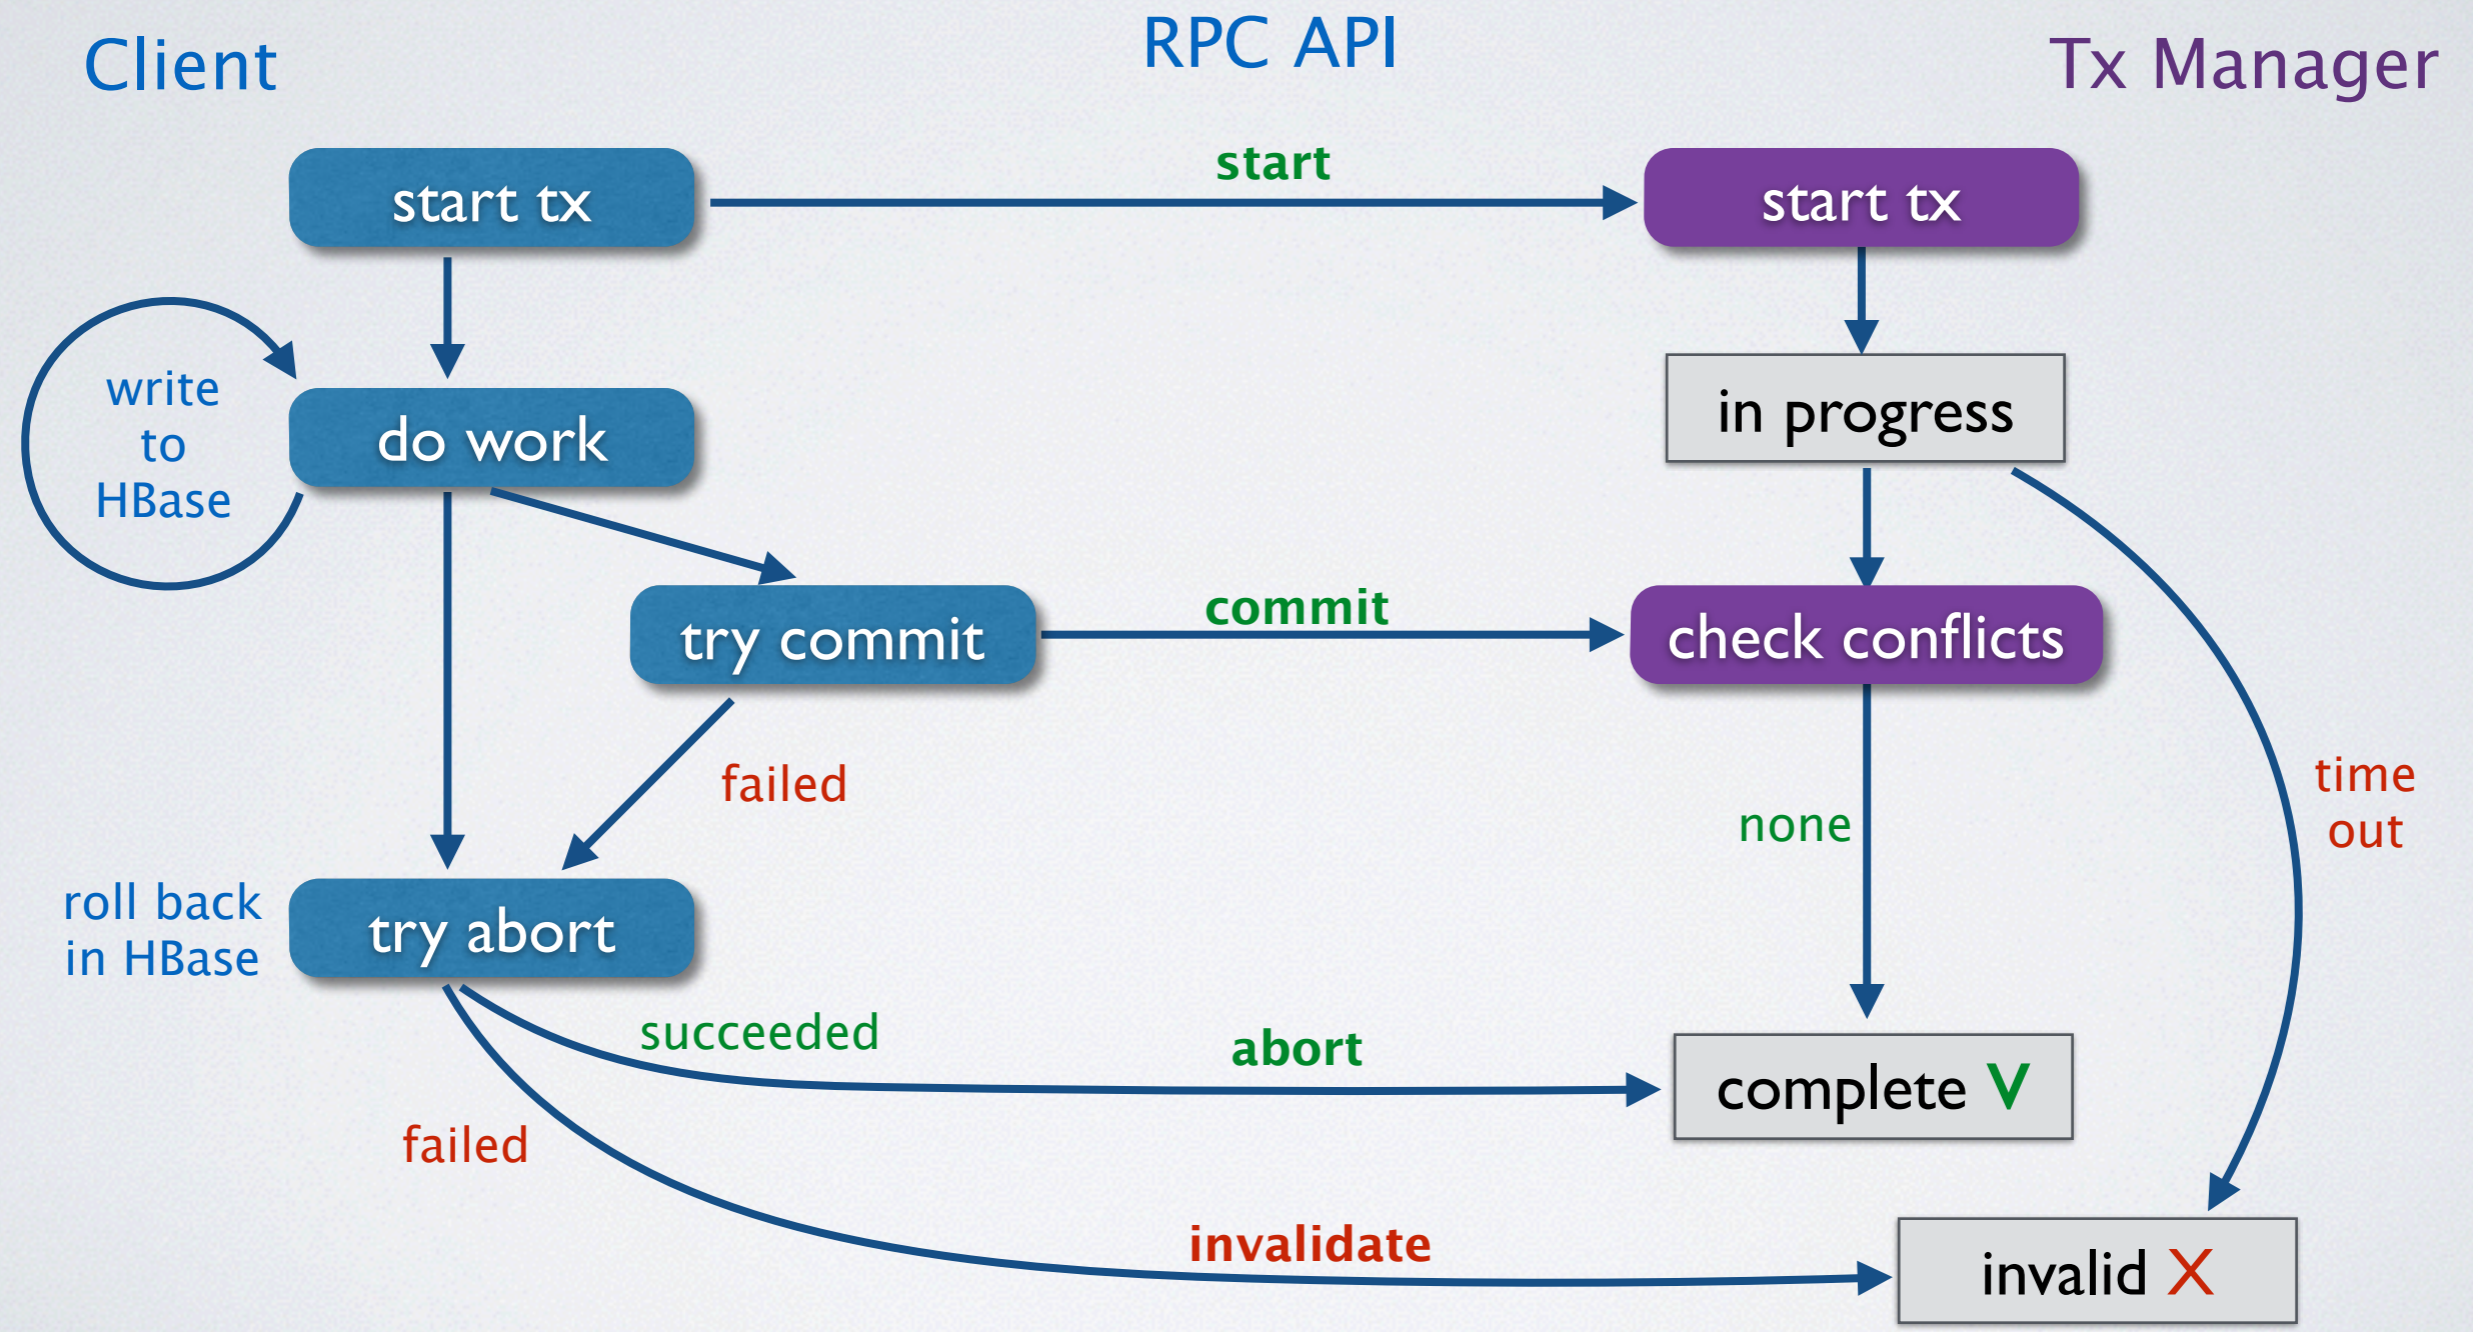 Client
RPC API
Tx Manager
start tx
start
start tx
write
to
HBase
do work
in progress
try commit
commit
check conflicts
failed
none
time
out
roll back
in HBase
try abort
succeeded
abort
complete V
failed
invalidate
invalid X